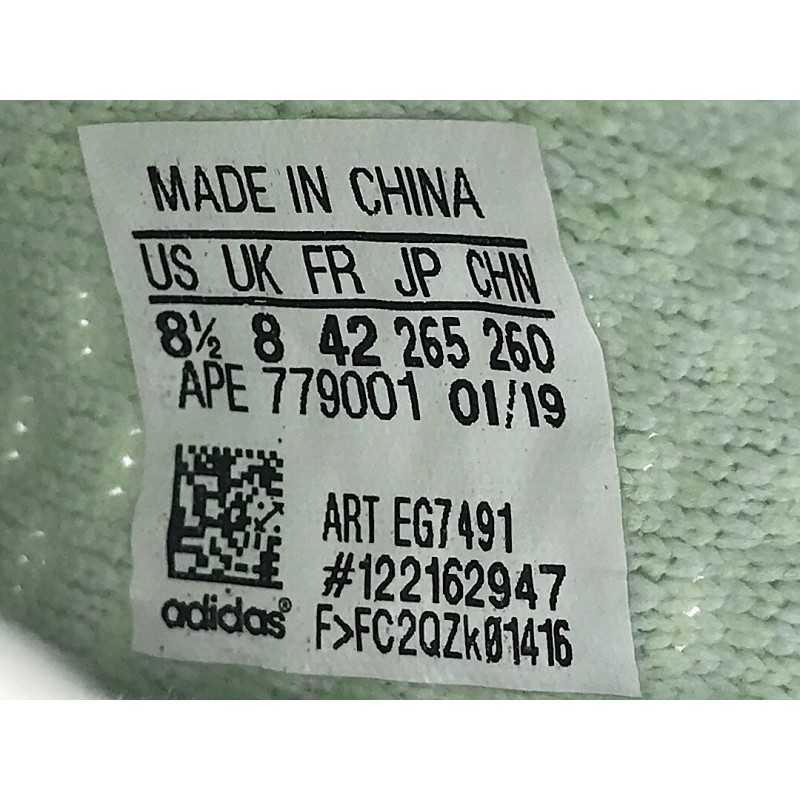 MADE IN CHINA
US UK FR JP CHN
8½ 8 42 265 260
APE 779001 01/19
ART EG7491
#122162947
adidas®
F>FC2QZkØ1416